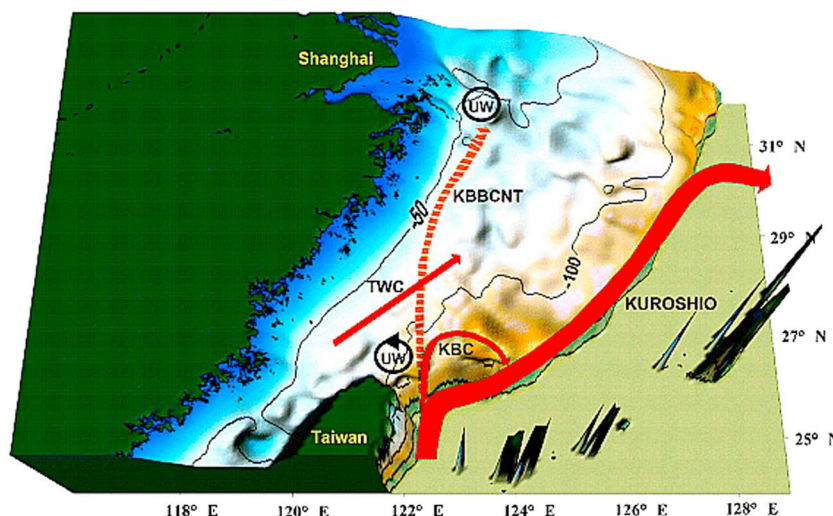 Shanghai
UW
31° N
KBBCNT
-50
29° N
-100
TWC
KUROSHIO
27° N
KBC
UW
Taiwan
25° N
118° E
120° E
122° E
124° E
126° E
128° E